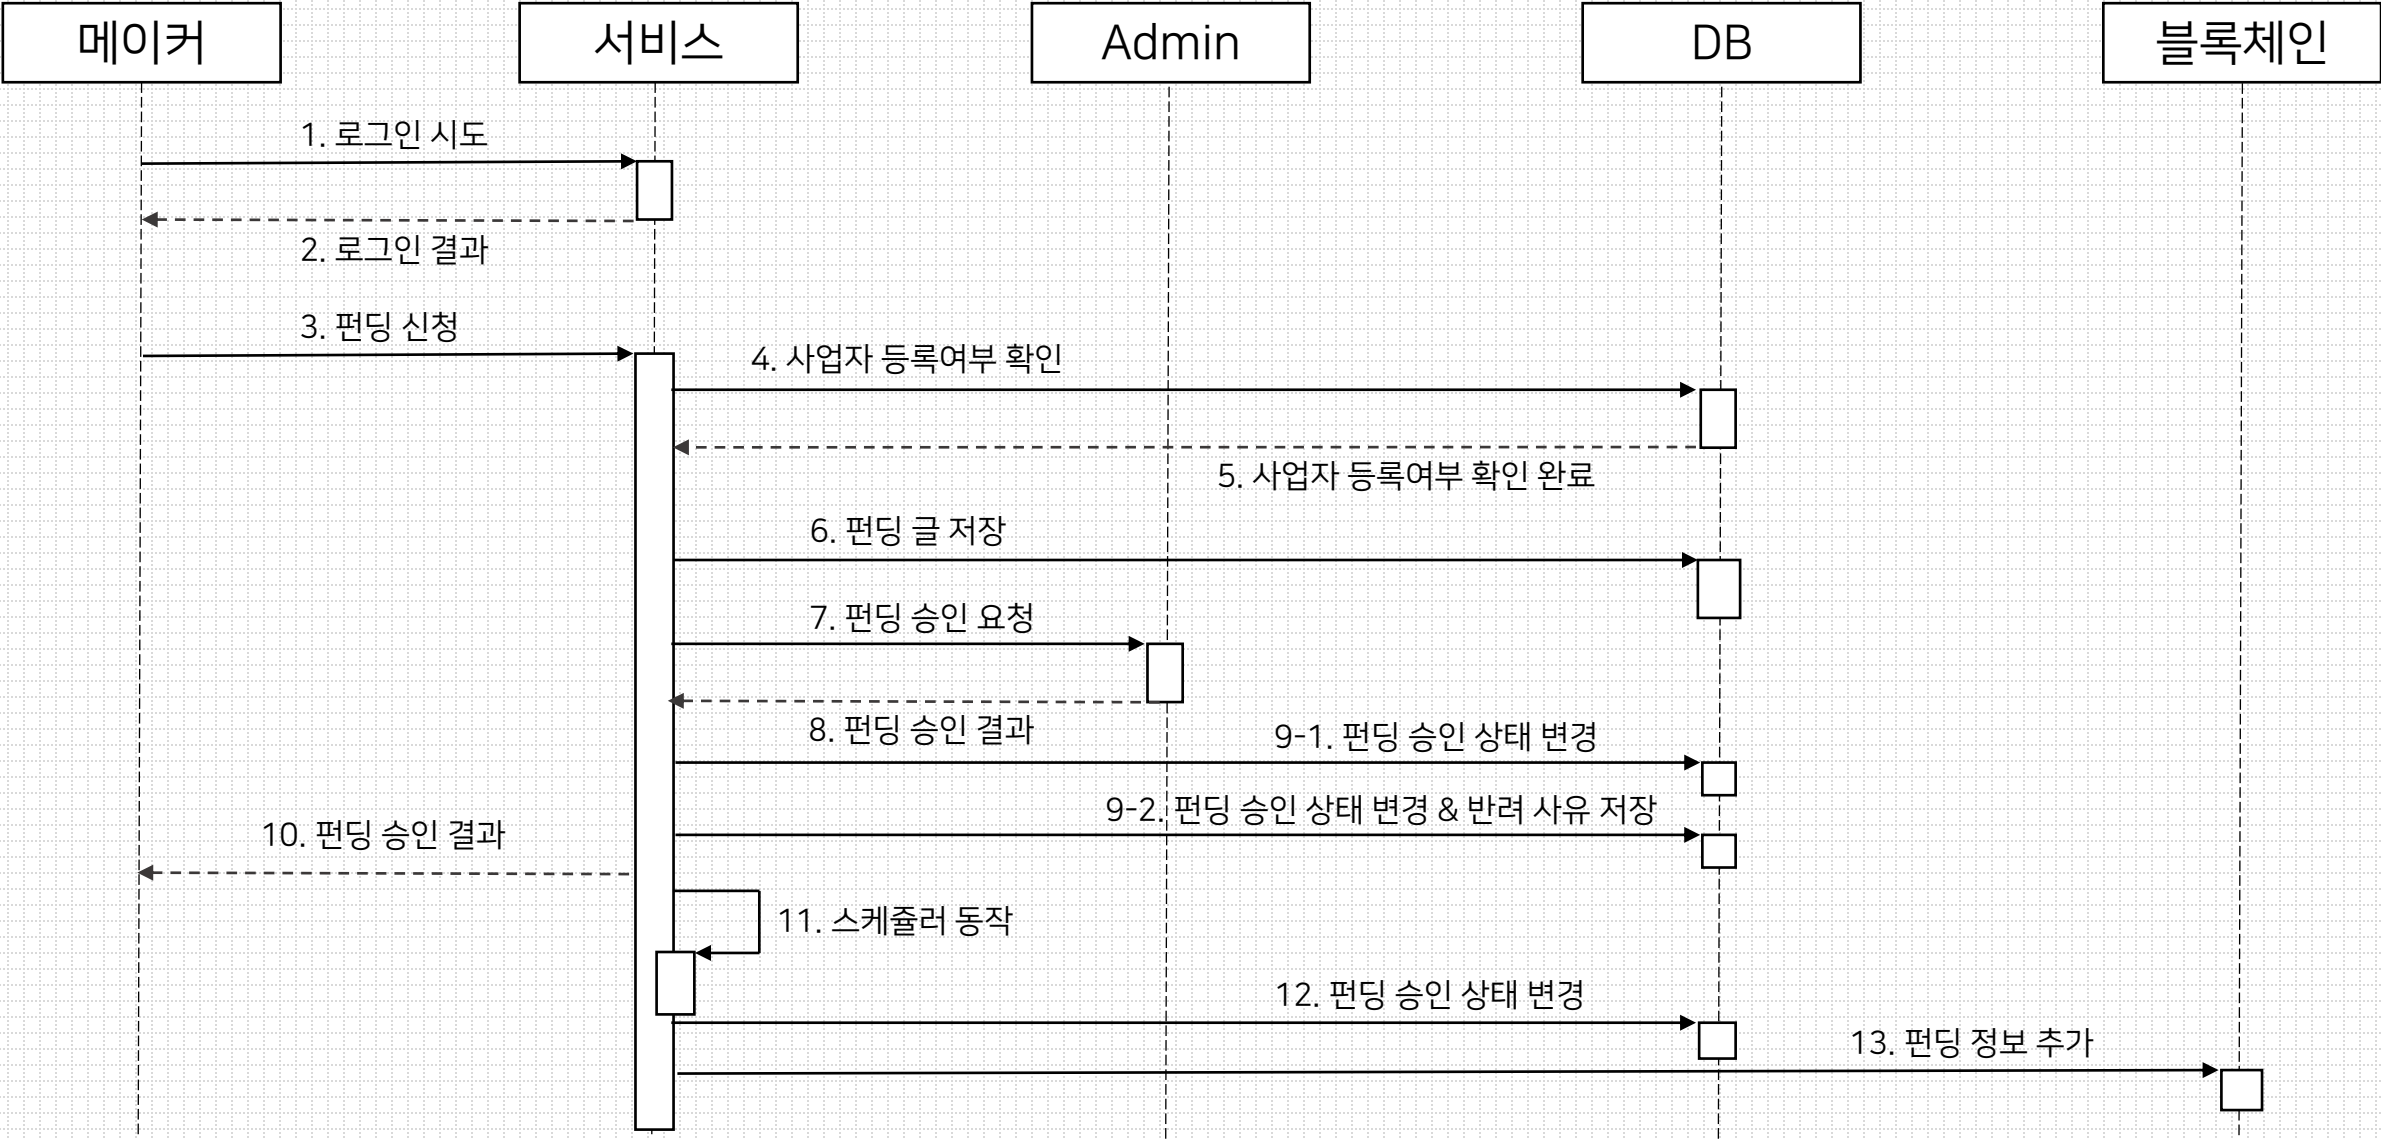 메이커
서비스
Admin
DB
블록체인
1. 로그인 시도
2. 로그인 결과
3. 펀딩 신청
4. 사업자 등록여부 확인
5. 사업자 등록여부 확인 완료
6. 펀딩 글 저장
7. 펀딩 승인 요청
8. 펀딩 승인 결과
9-1. 펀딩 승인 상태 변경
9-2. 펀딩 승인 상태 변경 & 반려 사유 저장
10. 펀딩 승인 결과
11. 스케쥴러 동작
12. 펀딩 승인 상태 변경
13. 펀딩 정보 추가